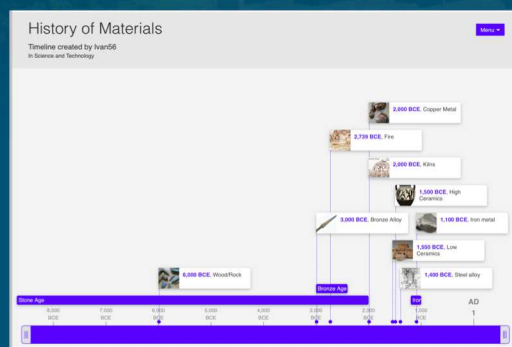 History of Materials
Menu
Timeline created by Ivan56
In Science and Technology
2,000 BCE, Copper Metal
2,739 BCE, Fire
2,000 BCE, Kilns
1,500 BCE, High
Ceramics
3,000 BCE, Bronze Alloy
1,100 BCE, Iron metal
1,550 BCE, Low
Ceramics
6,000 BCE, Wood/Rock
1,400 BCE, Steel alloy
Bronze Age
Stone Age
Iron
8,000
BCE
7,000
BCE
6,000
BCE
5,000
BCE
4,000
BCE
3,000
BCE
2,000
BCE
1,000
BCE
AD
1